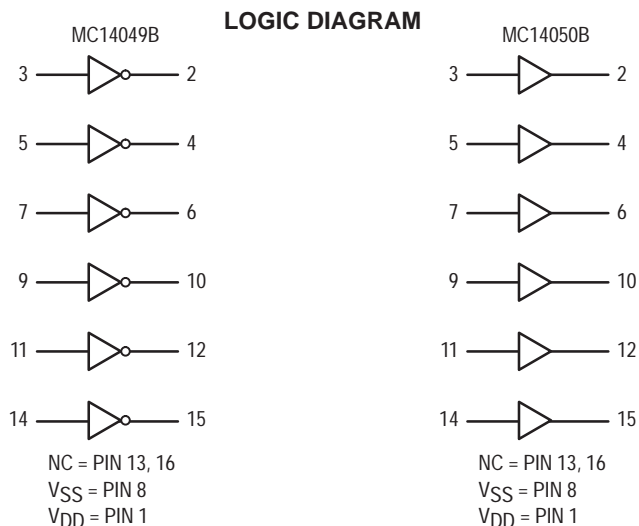 LOGIC DIAGRAM
MC14049B
3 2
5 4
7 6
9 10
11 12
14 15
NC = PIN 13, 16
VSS = PIN 8
VDD = PIN 1
MC14050B
3 2
5 4
7 6
9 10
11 12
14 15
NC = PIN 13, 16
VSS = PIN 8
VDD = PIN 1